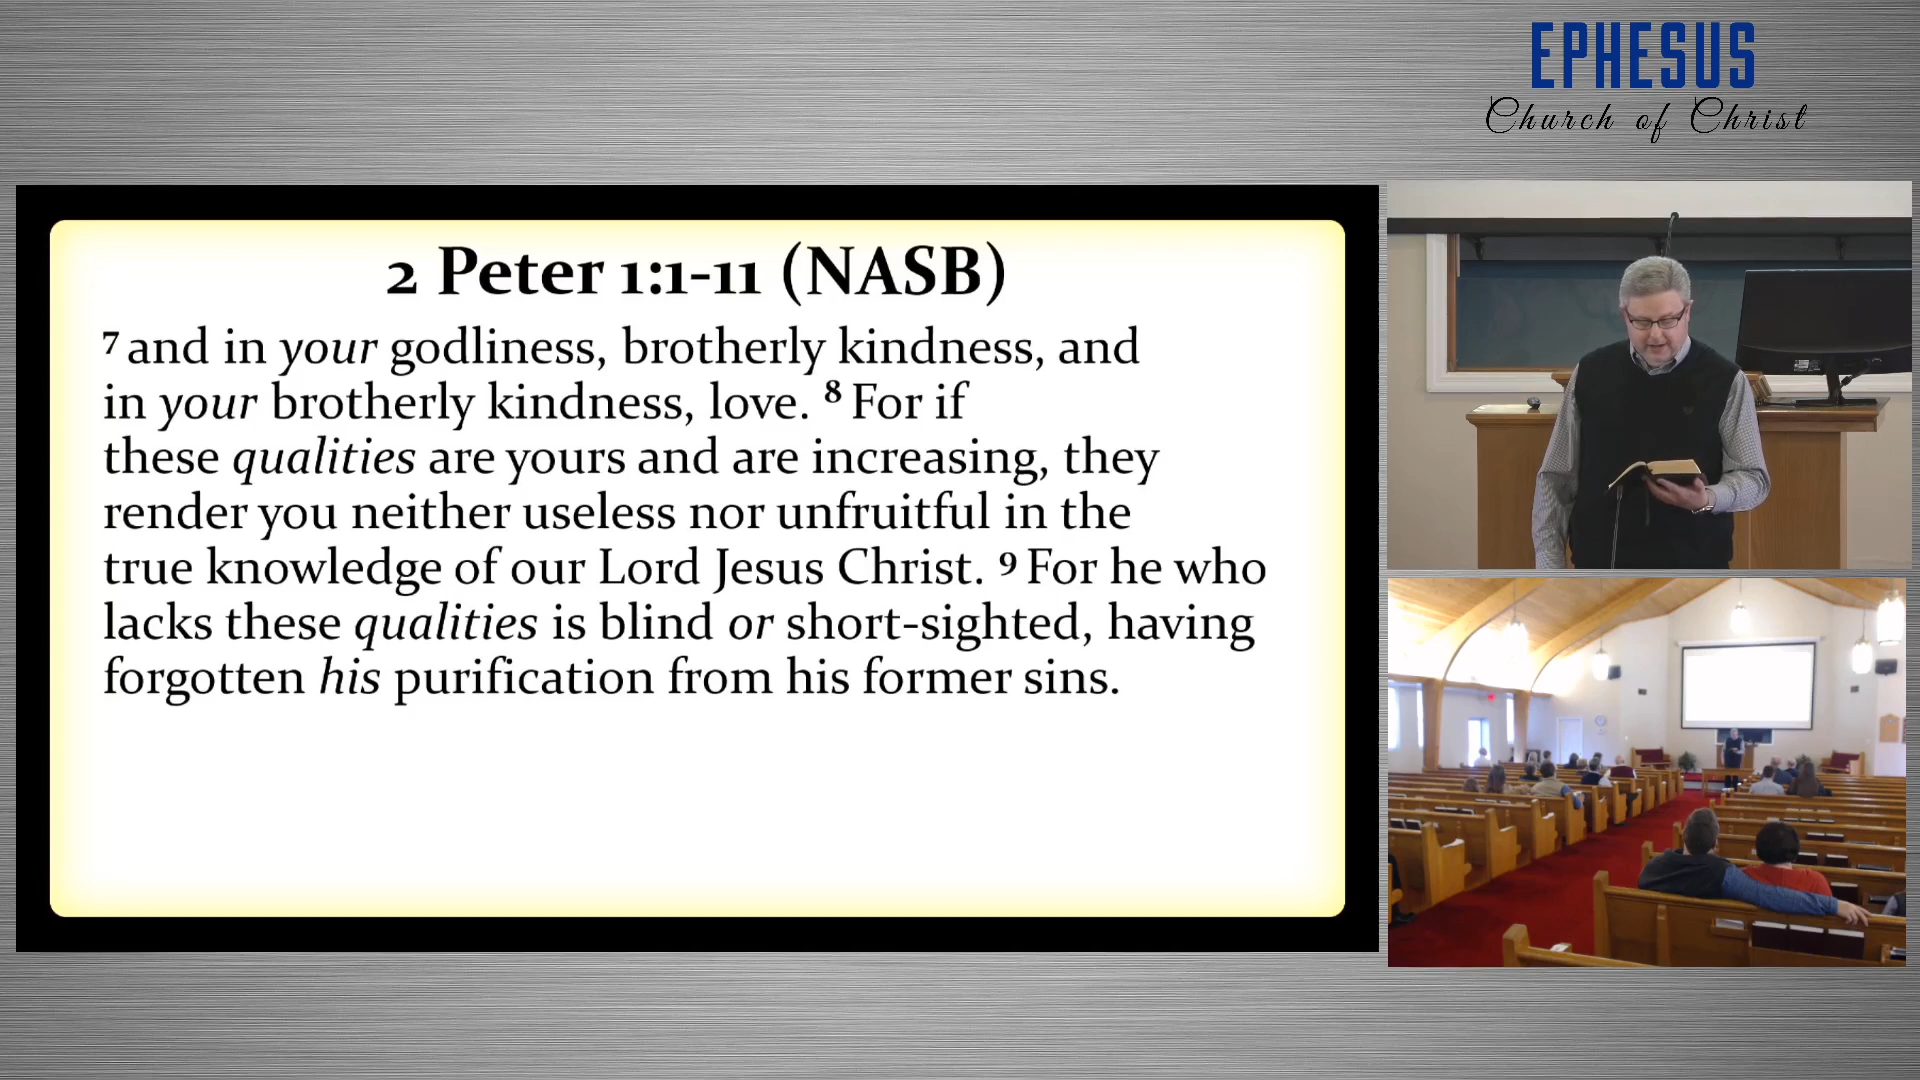 EPHESUS
Church of Christ
2 Peter 1:1-11 (NASB)
7 and in your godliness, brotherly kindness, and
in your brotherly kindness, love. 8 For if
these qualities are yours and are increasing, they
render you neither useless nor unfruitful in the
true knowledge of our Lord Jesus Christ. 9 For he who
lacks these qualities is blind or short-sighted, having
forgotten his purification from his former sins.